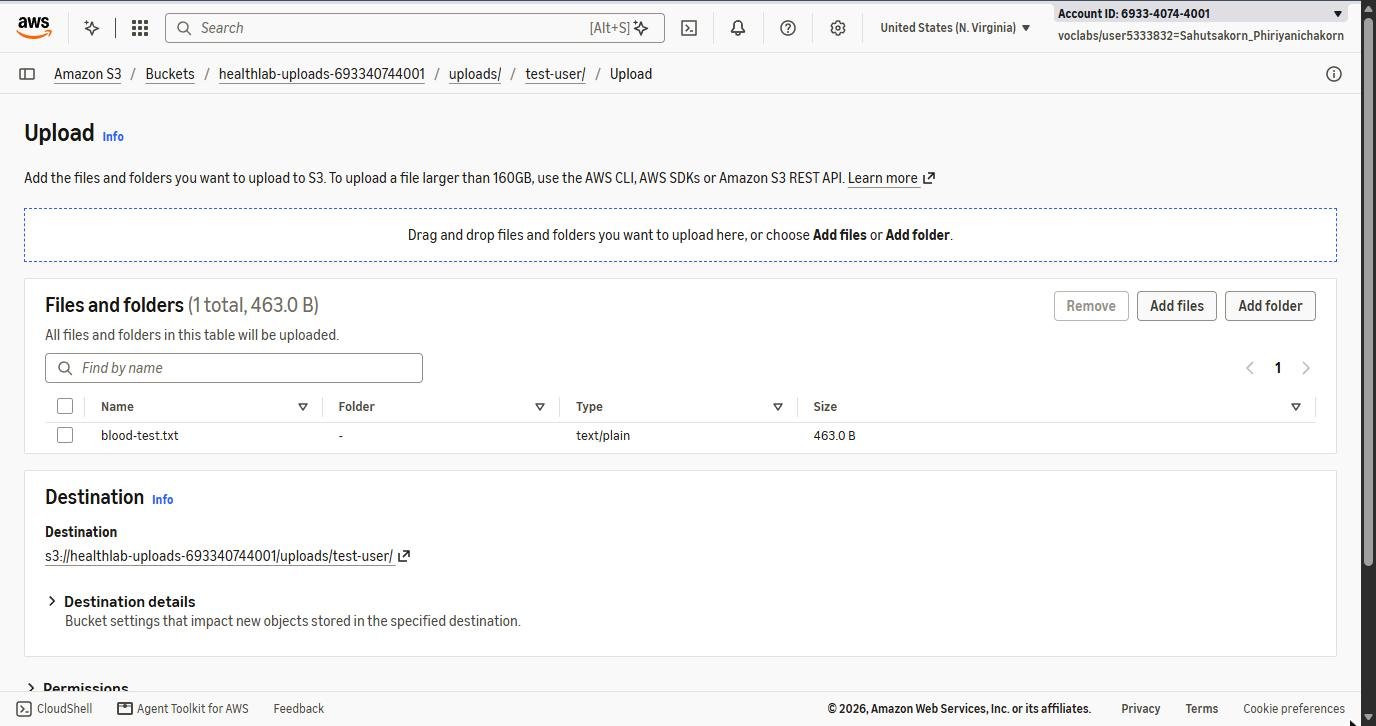 aws
Search [Alt+S]
United States (N. Virginia)
Account ID: 6933-4074-4001
voclabs/user5333832=Sahutsakorn_Phiriyanichakorn
Amazon S3 / Buckets / healthlab-uploads-693340744001 / uploads/ / test-user/ / Upload
Upload Info
Add the files and folders you want to upload to S3. To upload a file larger than 160GB, use the AWS CLI, AWS SDKs or Amazon S3 REST API. Learn more
Drag and drop files and folders you want to upload here, or choose Add files or Add folder.
Files and folders (1 total, 463.0 B)
Remove Add files Add folder
All files and folders in this table will be uploaded.
Find by name
1
Name Folder Type Size
blood-test.txt - text/plain 463.0 B
Destination Info
Destination
s3://healthlab-uploads-693340744001/uploads/test-user/
Destination details
Bucket settings that impact new objects stored in the specified destination.
Permissions
CloudShell Agent Toolkit for AWS Feedback © 2026, Amazon Web Services, Inc. or its affiliates. Privacy Terms Cookie preferences